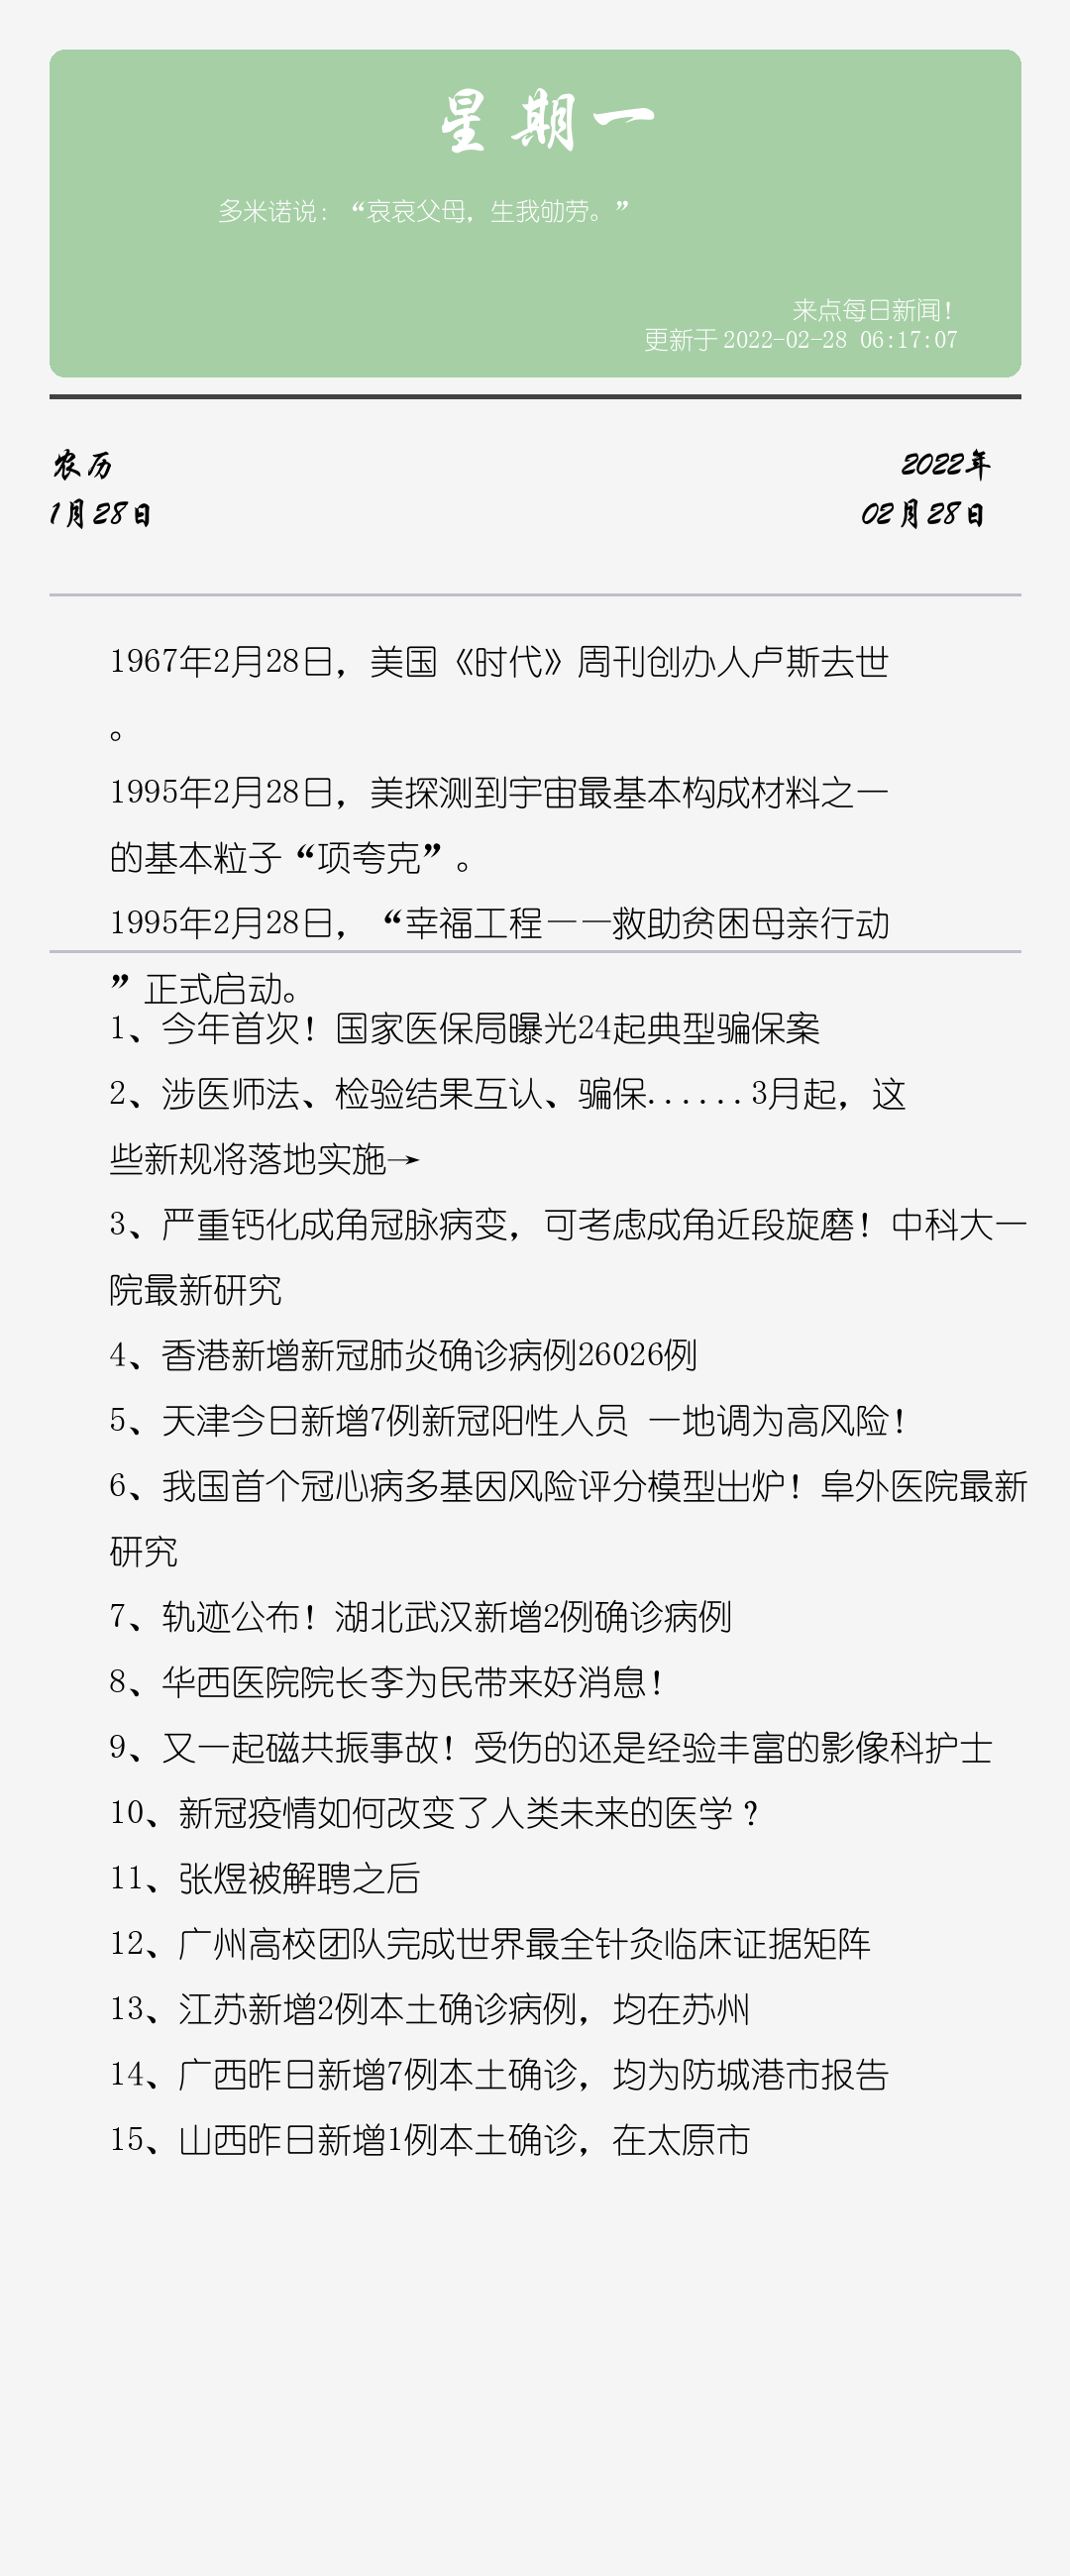 星期一
多米诺说：“哀哀父母，生我劬劳。”
来点每日新闻！
更新于 2022-02-28 06:17:07
农历
2022年
1月28日
02月28日
1967年2月28日，美国《时代》周刊创办人卢斯去世
。
1995年2月28日，美探测到宇宙最基本构成材料之一
的基本粒子“项夸克”。
1995年2月28日，“幸福工程——救助贫困母亲行动
”正式启动。
1、今年首次！国家医保局曝光24起典型骗保案
2、涉医师法、检验结果互认、骗保......3月起，这
些新规将落地实施→
3、严重钙化成角冠脉病变，可考虑成角近段旋磨！中科大一
院最新研究
4、香港新增新冠肺炎确诊病例26026例
5、天津今日新增7例新冠阳性人员 一地调为高风险！
6、我国首个冠心病多基因风险评分模型出炉！阜外医院最新
研究
7、轨迹公布！湖北武汉新增2例确诊病例
8、华西医院院长李为民带来好消息！
9、又一起磁共振事故！受伤的还是经验丰富的影像科护士
10、新冠疫情如何改变了人类未来的医学？
11、张煜被解聘之后
12、广州高校团队完成世界最全针灸临床证据矩阵
13、江苏新增2例本土确诊病例，均在苏州
14、广西昨日新增7例本土确诊，均为防城港市报告
15、山西昨日新增1例本土确诊，在太原市